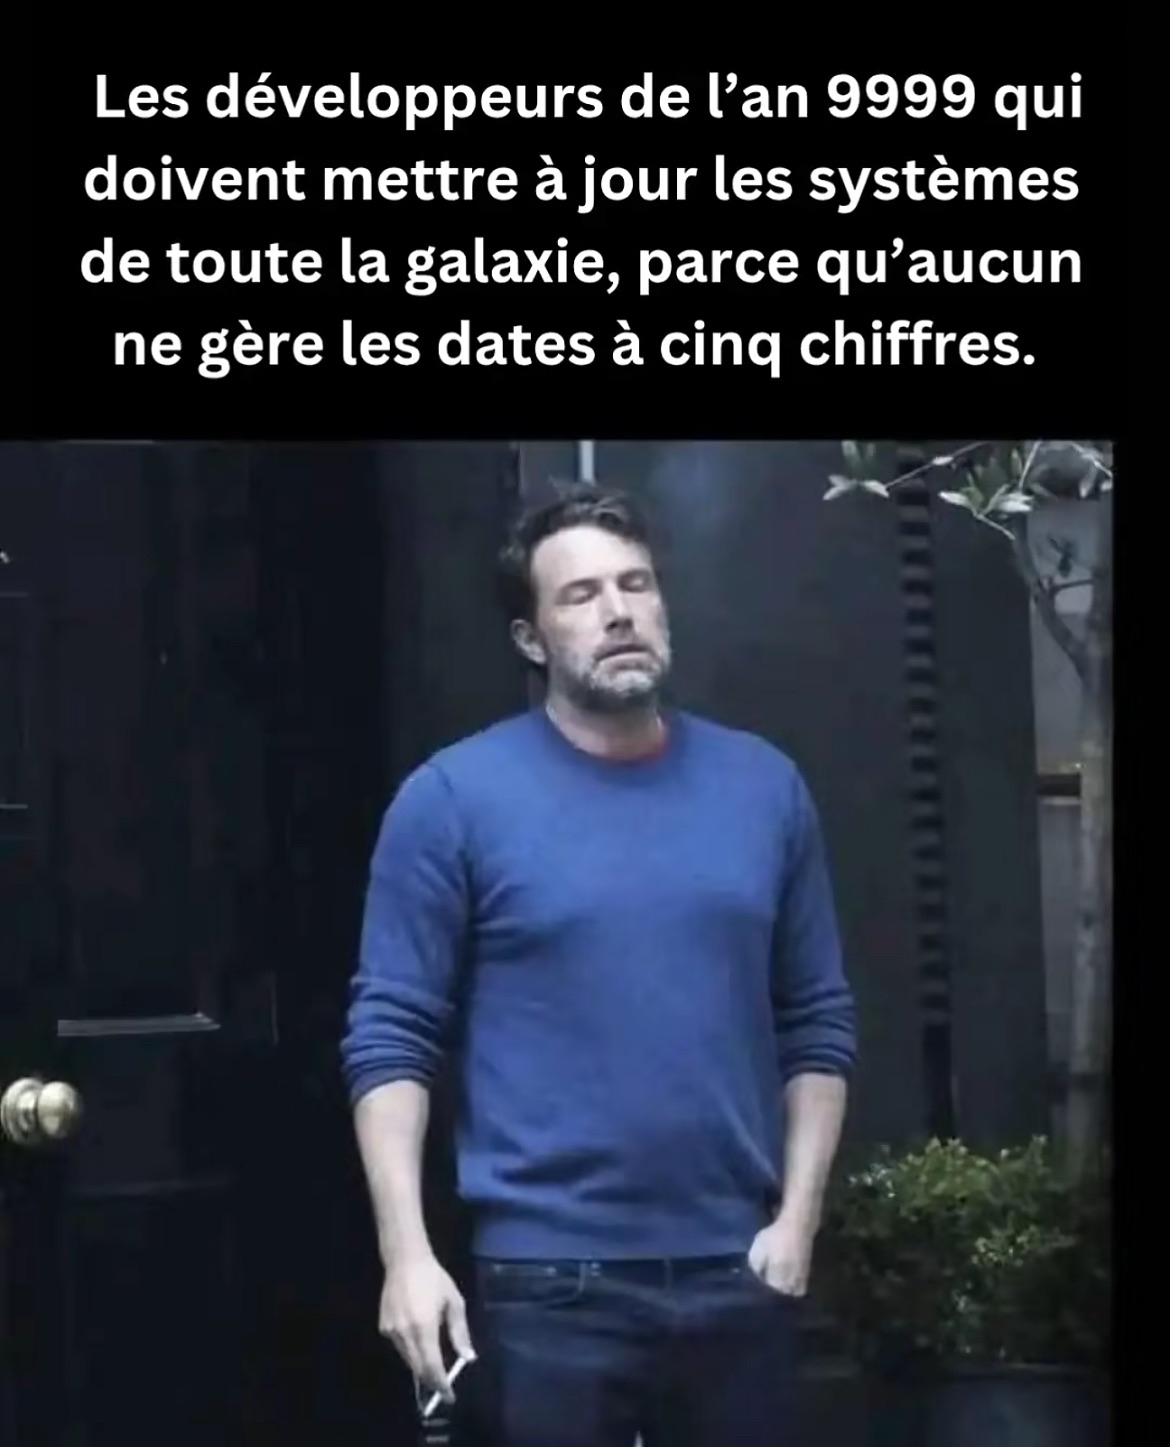 Les développeurs de l’an 9999 qui
doivent mettre à jour les systèmes
de toute la galaxie, parce qu’aucun
ne gère les dates à cinq chiffres.